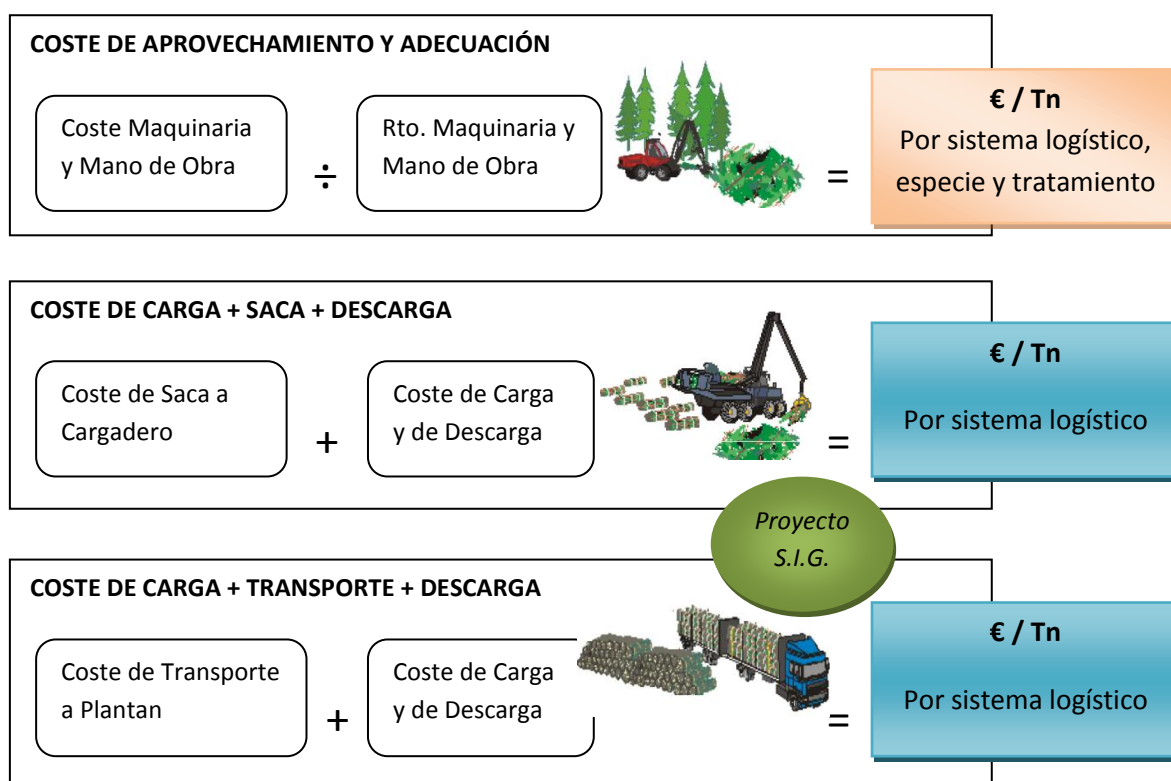 COSTE DE APROVECHAMIENTO Y ADECUACIÓN
Coste Maquinaria
y Mano de Obra
÷
Rto. Maquinaria y
Mano de Obra
=
€ / Tn
Por sistema logístico,
especie y tratamiento
COSTE DE CARGA + SACA + DESCARGA
Coste de Saca a
Cargadero
+
Coste de Carga
y de Descarga
=
€ / Tn
Por sistema logístico
Proyecto
S.I.G.
COSTE DE CARGA + TRANSPORTE + DESCARGA
Coste de Transporte
a Plantan
+
Coste de Carga
y de Descarga
=
€ / Tn
Por sistema logístico